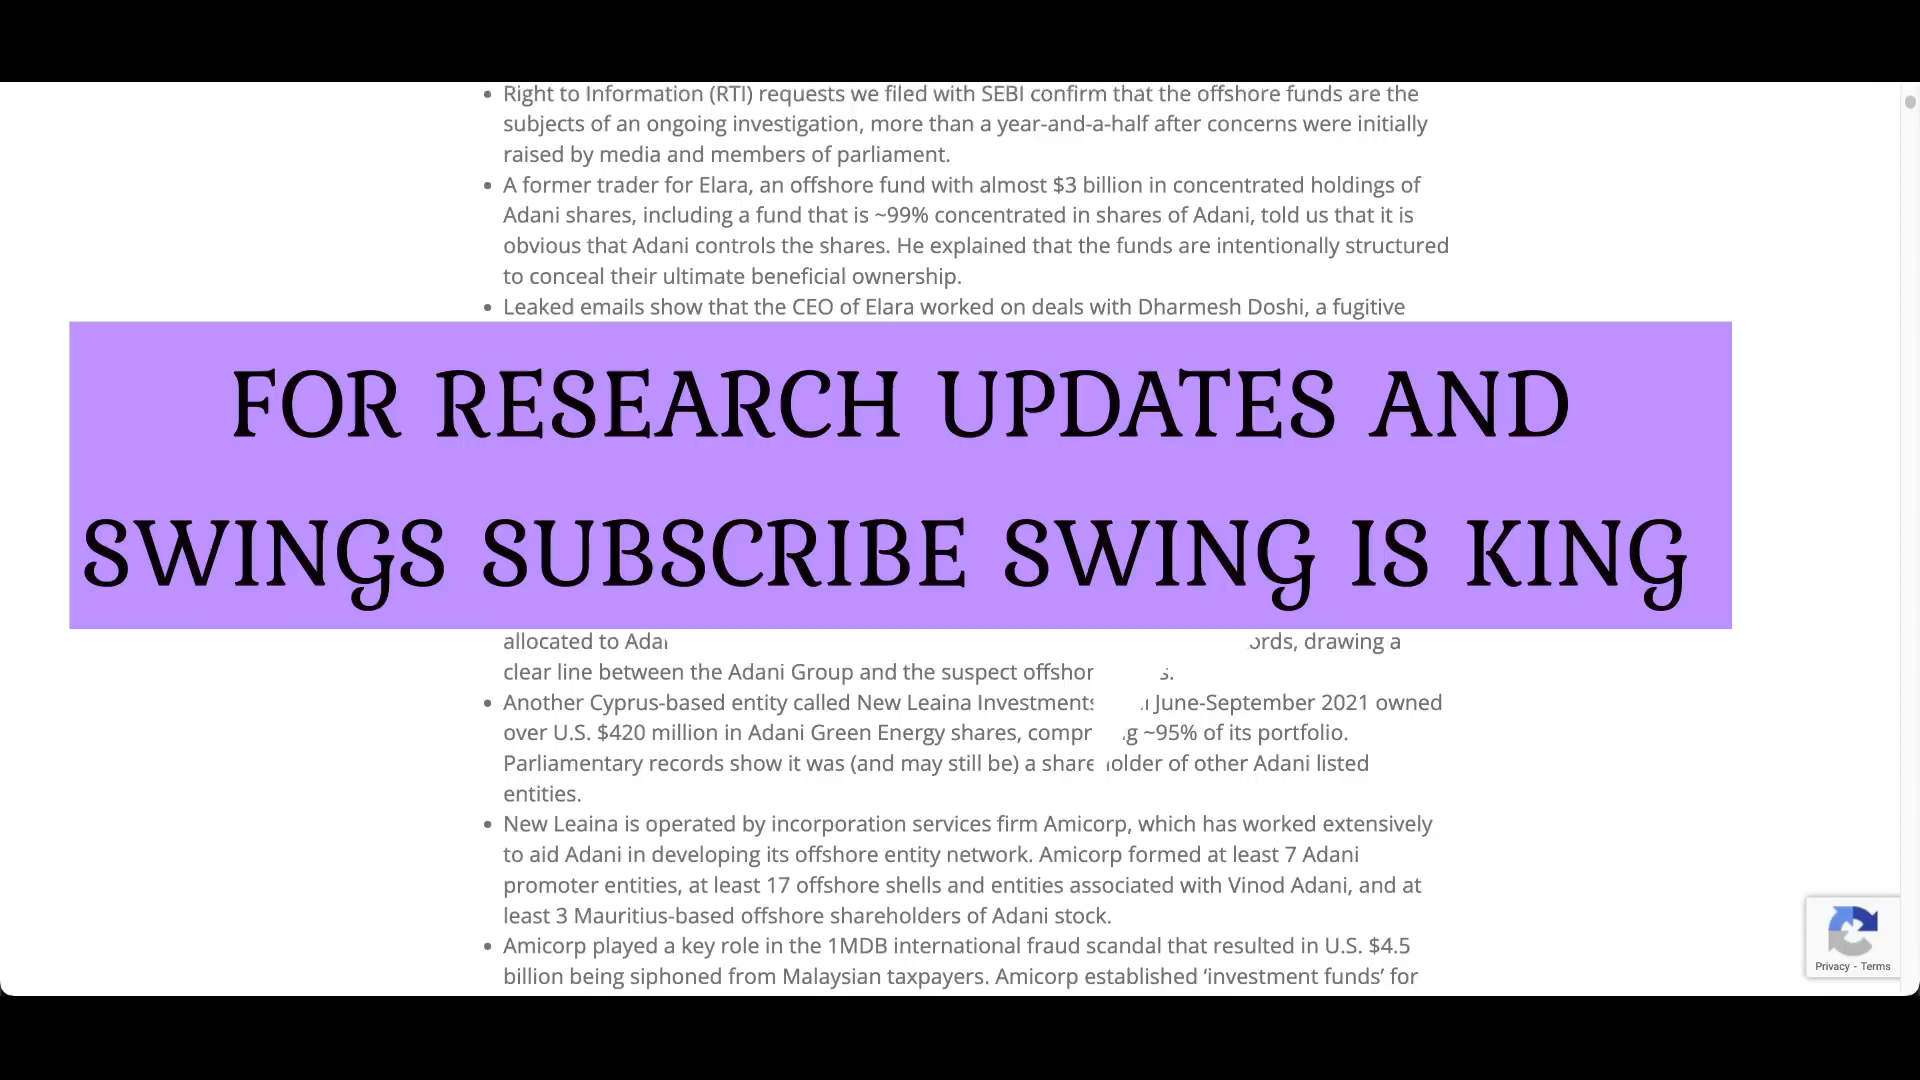 Right to Information (RTI) requests we filed with SEBI confirm that the offshore funds are the
subjects of an ongoing investigation, more than a year-and-a-half after concerns were initially
raised by media and members of parliament.
A former trader for Elara, an offshore fund with almost $3 billion in concentrated holdings of
Adani shares, including a fund that is ~99% concentrated in shares of Adani, told us that it is
obvious that Adani controls the shares. He explained that the funds are intentionally structured
to conceal their ultimate beneficial ownership.
Leaked emails show that the CEO of Elara worked on deals with Dharmesh Doshi, a fugitive
FOR RESEARCH UPDATES AND
SWINGS SUBSCRIBE SWING IS KING
allocated to drawing a
clear line between the Adani Group and the suspect
Another Cyprus-based entity called New Leaina Investments June-September 2021 owned
over U.S. $420 million in Adani Green Energy shares, ~95% of its portfolio.
Parliamentary records show it was (and may still be) a of other Adani listed
entities.
New Leaina is operated by incorporation services firm Amicorp, which has worked extensively
to aid Adani in developing its offshore entity network. Amicorp formed at least 7 Adani
promoter entities, at least 17 offshore shells and entities associated with Vinod Adani, and at
least 3 Mauritius-based offshore shareholders of Adani stock.
Amicorp played a key role in the 1MDB international fraud scandal that resulted in U.S. $4.5
billion being siphoned from Malaysian taxpayers. Amicorp established ‘investment funds’ for
Privacy - Terms